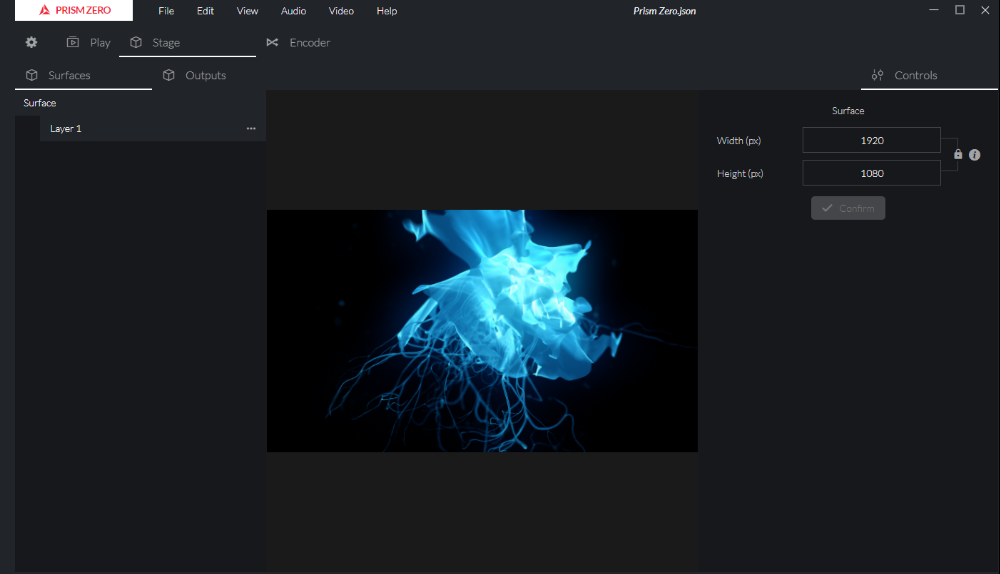 PRISM ZERO File Edit View Audio Video Help Prism Zero.json
Play Stage Encoder
Surfaces Outputs Controls
Surface Surface
Layer 1 ...
Width (px) 1920
Height (px) 1080
Confirm